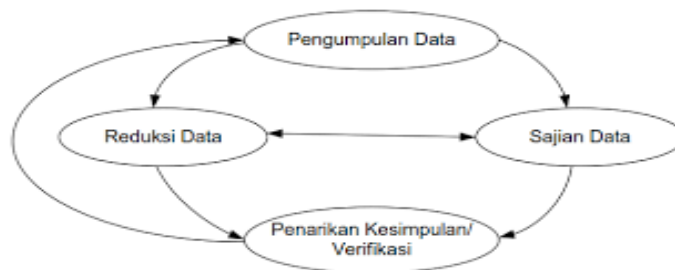 Pengumpulan Data
Reduksi Data
Sajian Data
Penarikan Kesimpulan/
Verifikasi